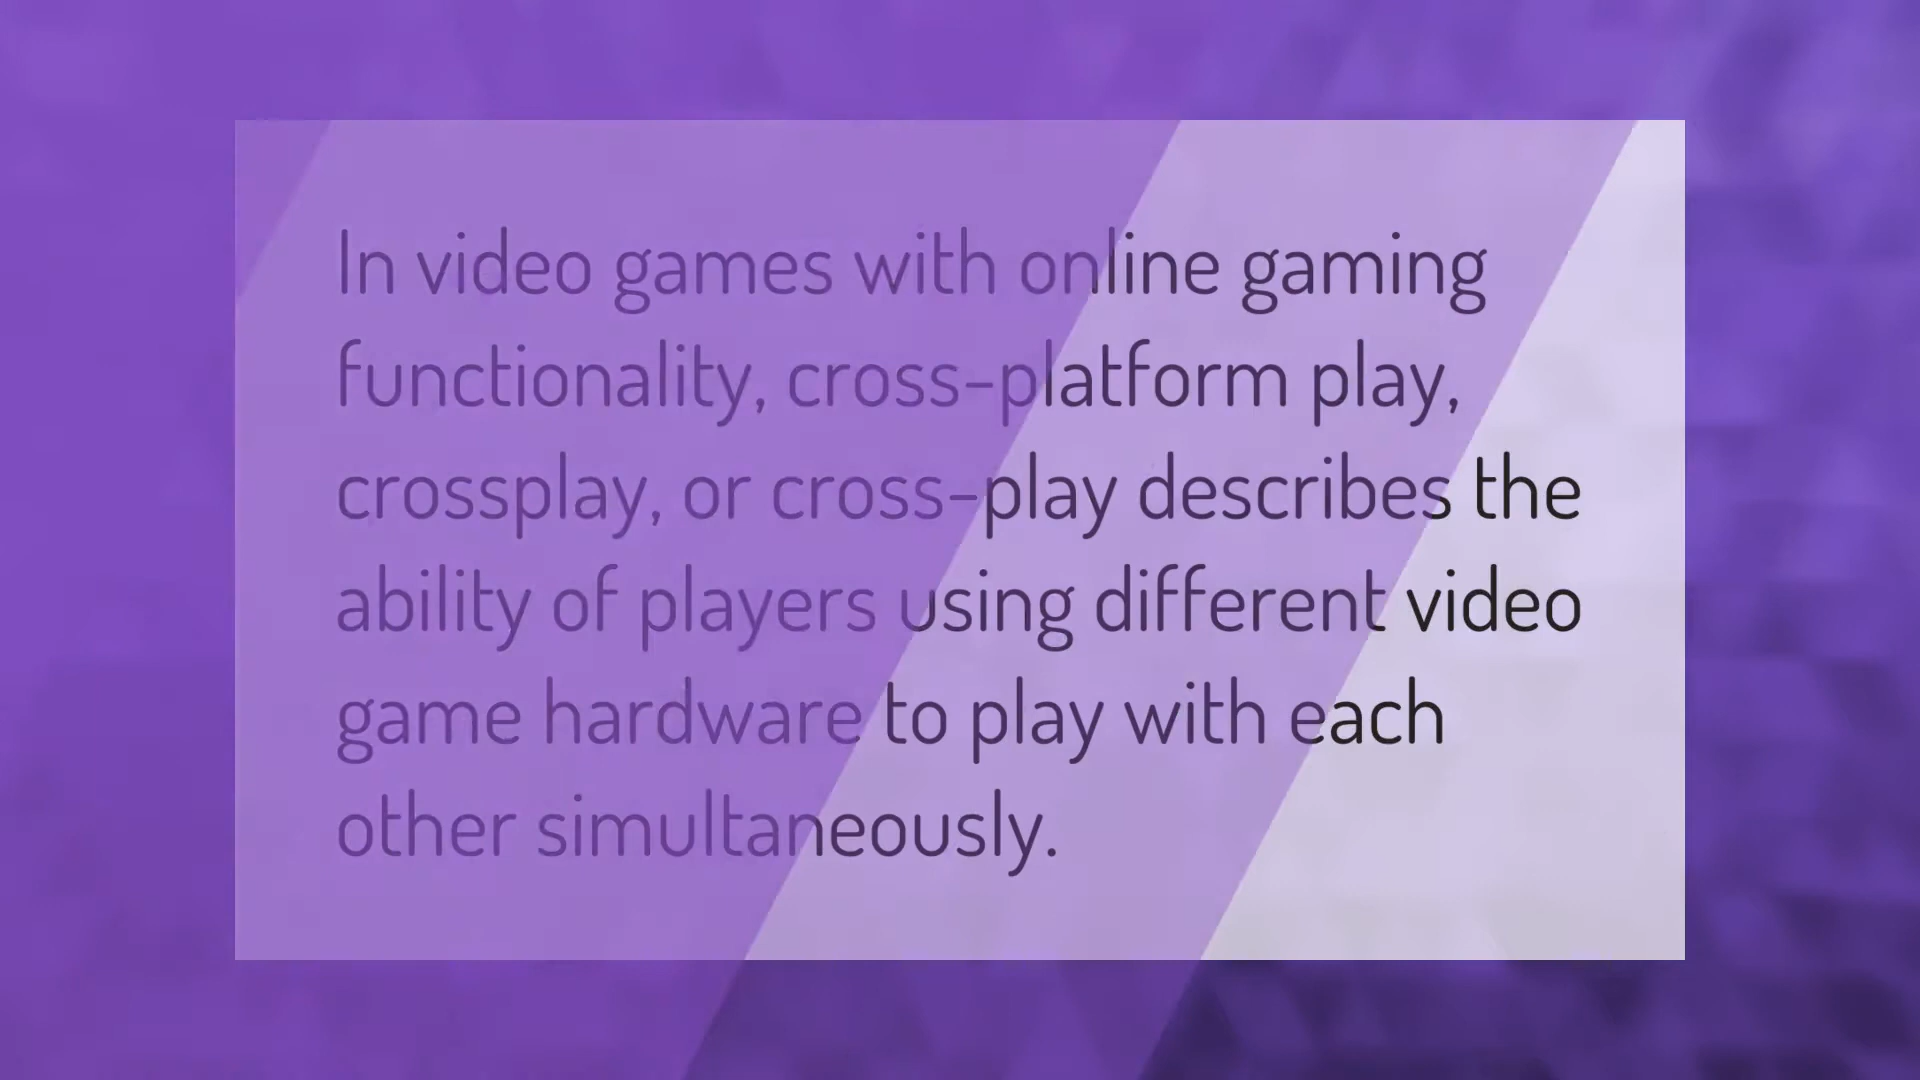 In video games with online gaming
functionality, cross-platform play,
crossplay, or cross-play describes the
ability of players using different video
game hardware to play with each
other simultaneously.